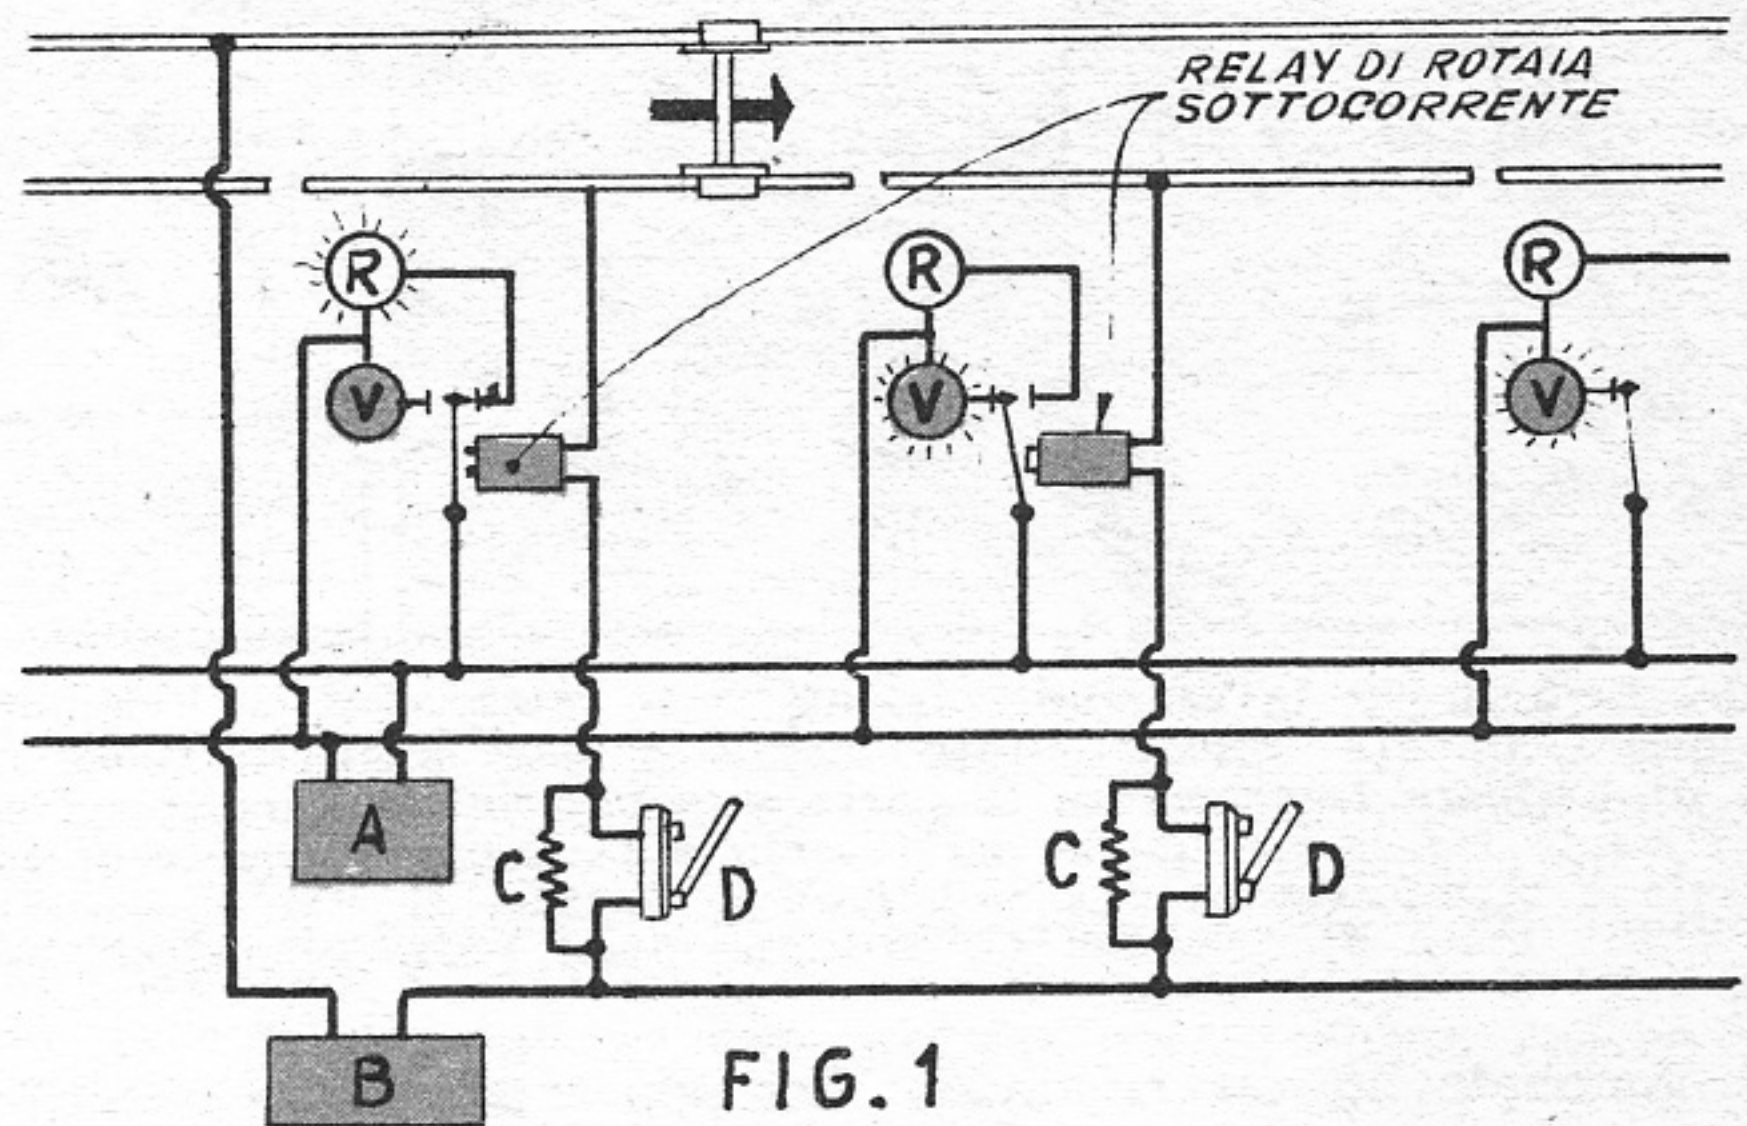 RELAY DI ROTAIA
SOTTOCORRENTE
R
R
R
V
V
V
A
C
D
C
D
B
FIG. 1